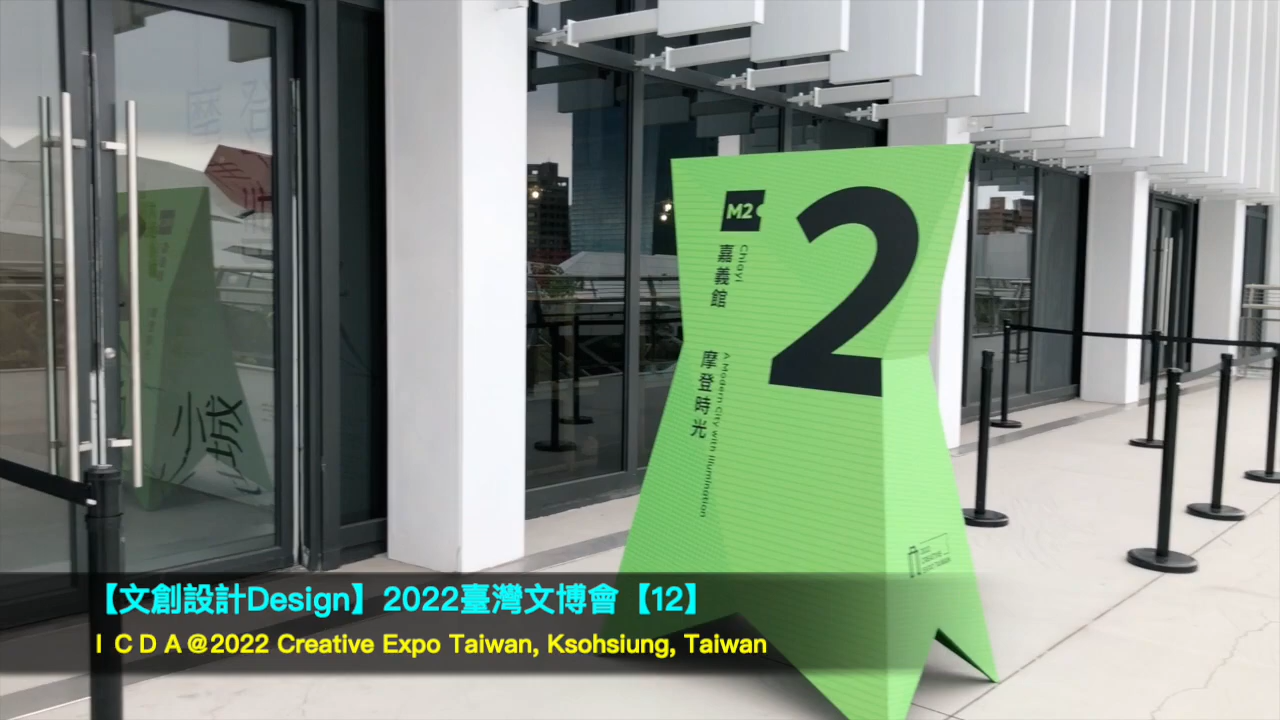 2
M2
嘉義館
Chiayi
摩登時光
A Modern City with Illumination
城
【文創設計Design】2022臺灣文博會【12】
ＩＣＤＡ@2022 Creative Expo Taiwan, Ksohsiung, Taiwan